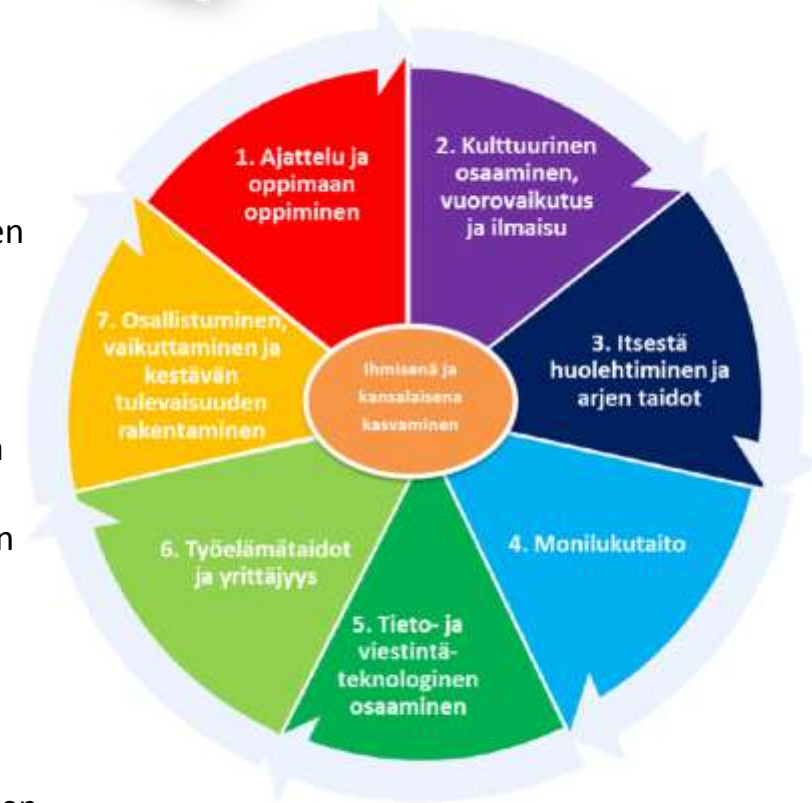 1. Ajattelu ja
oppimaan
oppiminen
2. Kulttuurinen
osaaminen,
vuorovaikutus
ja ilmaisu
3. Itsestä
huolehtiminen ja
arjen taidot
4. Monilukutaito
5. Tieto- ja
viestintä-
teknologinen
osaaminen
6. Työelämätaidot
ja yrittäjyys
7. Osallistuminen,
vaikuttaminen ja
kestävän
tulevaisuuden
rakentaminen
Ihmisenä ja
kansalaisena
kasvaminen
en